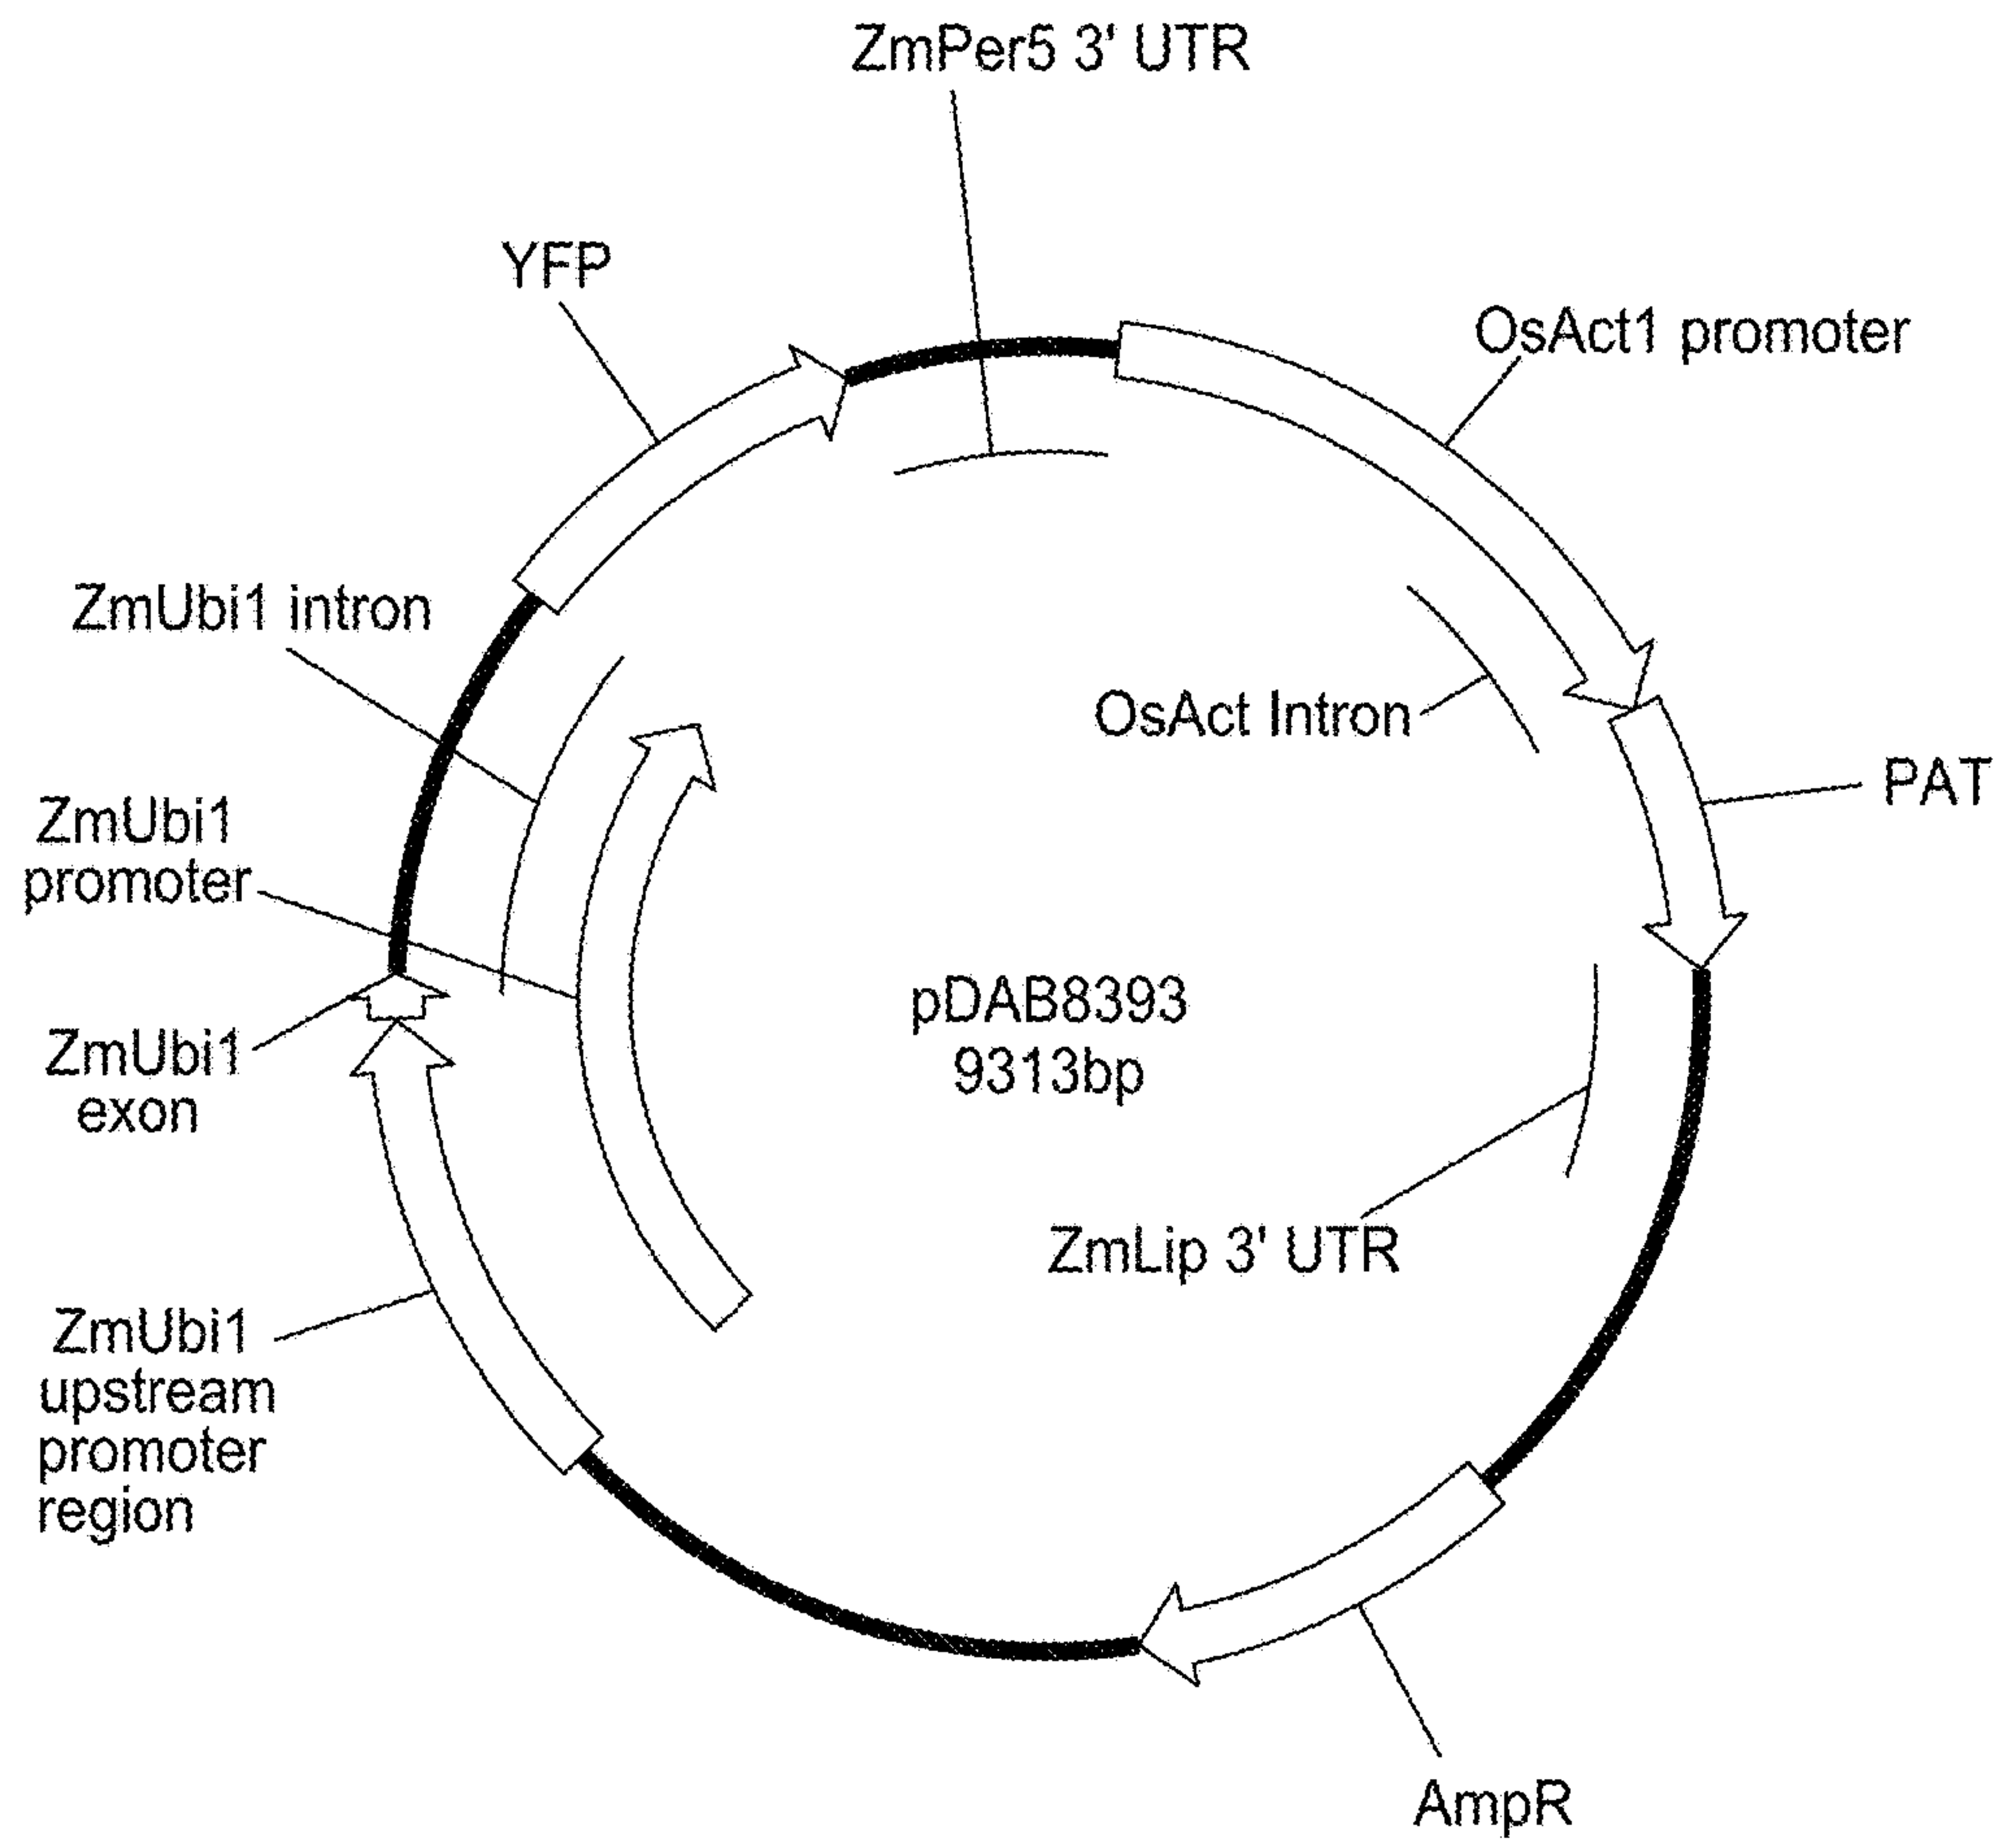 ZmPer5 3' UTR
YFP
OsAct1 promoter
ZmUbi1 intron
OsAct Intron
PAT
ZmUbi1
promoter
pDAB8393
9313bp
ZmUbi1
exon
ZmLip 3' UTR
ZmUbi1
upstream
promoter
region
AmpR